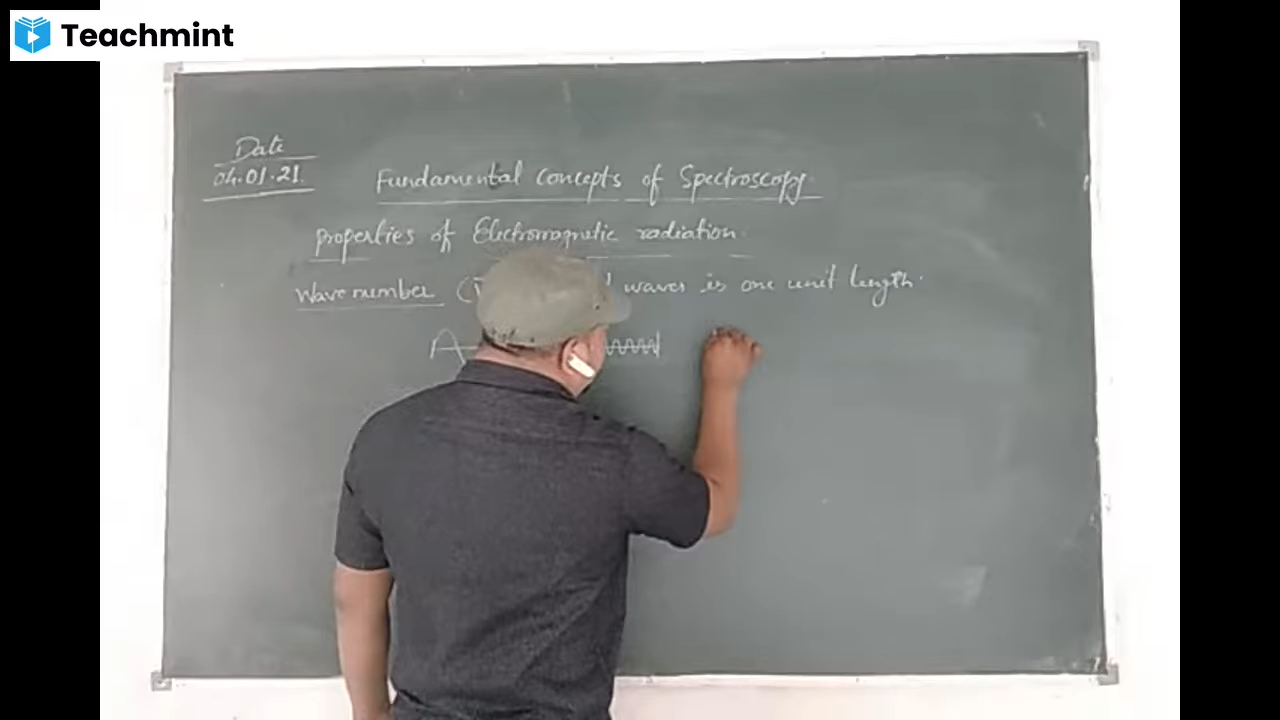 Teachmint
Date
04.01.21.
Fundamental Concepts of Spectroscopy.
properties of Electromagnetic radiation.
Wave number ( waves is one unit length.